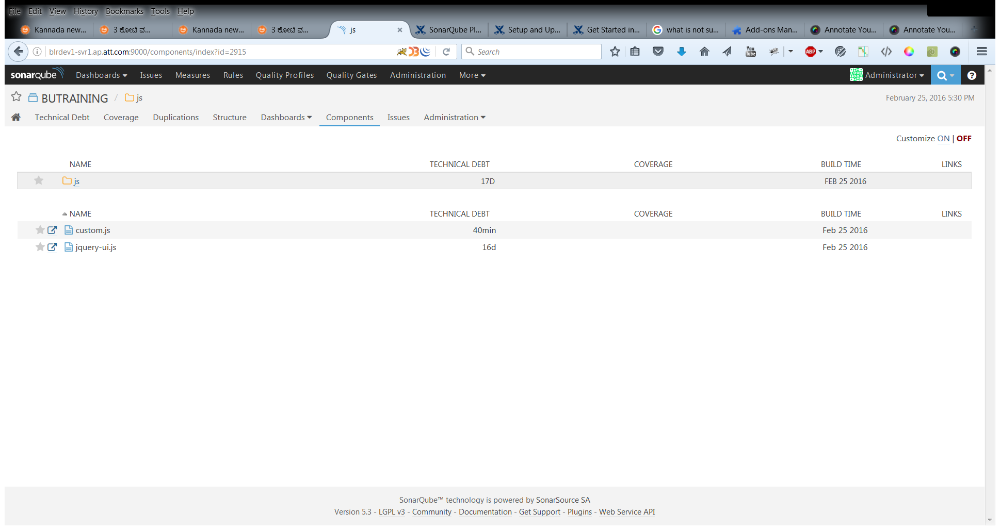 File Edit View History Bookmarks Tools Help
Kannada new... 3 ಕೋಟಿ ವ... Kannada new... 3 ಕೋಟಿ ವ... js × SonarQube Pl... Setup and Up... Get Started in... what is not su... Add-ons Man... Annotate You... Annotate You...
blrdev1-svr1.ap.att.com:9000/components/index?id=2915 Search You Tube ABP
sonarqube Dashboards Issues Measures Rules Quality Profiles Quality Gates Administration More Administrator ?
BUTRAINING / js February 25, 2016 5:30 PM
Technical Debt Coverage Duplications Structure Dashboards Components Issues Administration
Customize ON | OFF
NAME TECHNICAL DEBT COVERAGE BUILD TIME LINKS
js 17D FEB 25 2016
NAME TECHNICAL DEBT COVERAGE BUILD TIME LINKS
custom.js 40min Feb 25 2016
jquery-ui.js 16d Feb 25 2016
SonarQube™ technology is powered by SonarSource SA
Version 5.3 - LGPL v3 - Community - Documentation - Get Support - Plugins - Web Service API